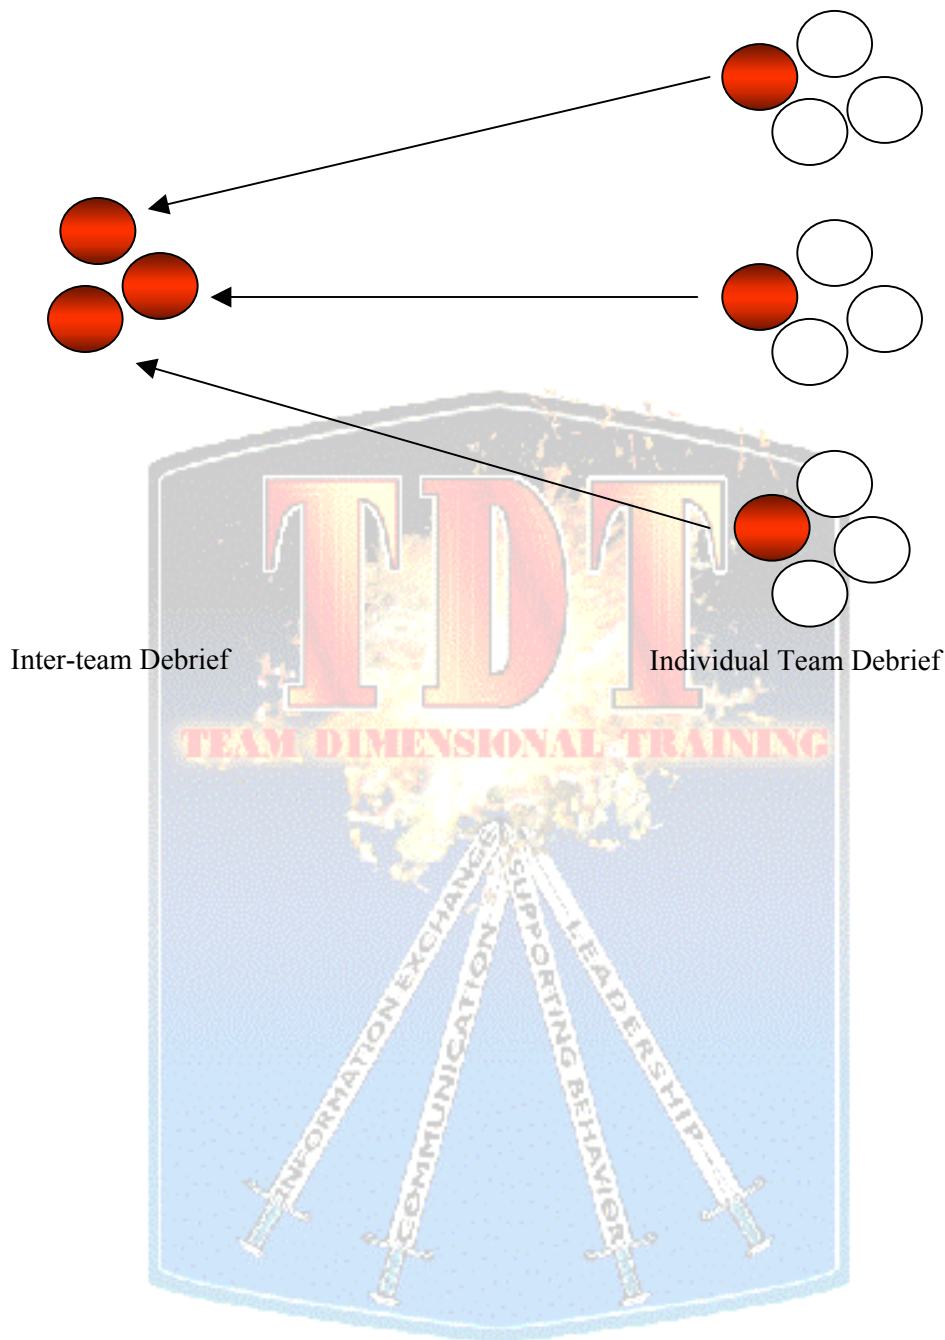 Inter-team Debrief
Individual Team Debrief
TDT
TEAM DIMENSIONAL TRAINING
INFORMATION EXCHANGE
COMMUNICATION
SUPPORTING BEHAVIOR
LEADERSHIP